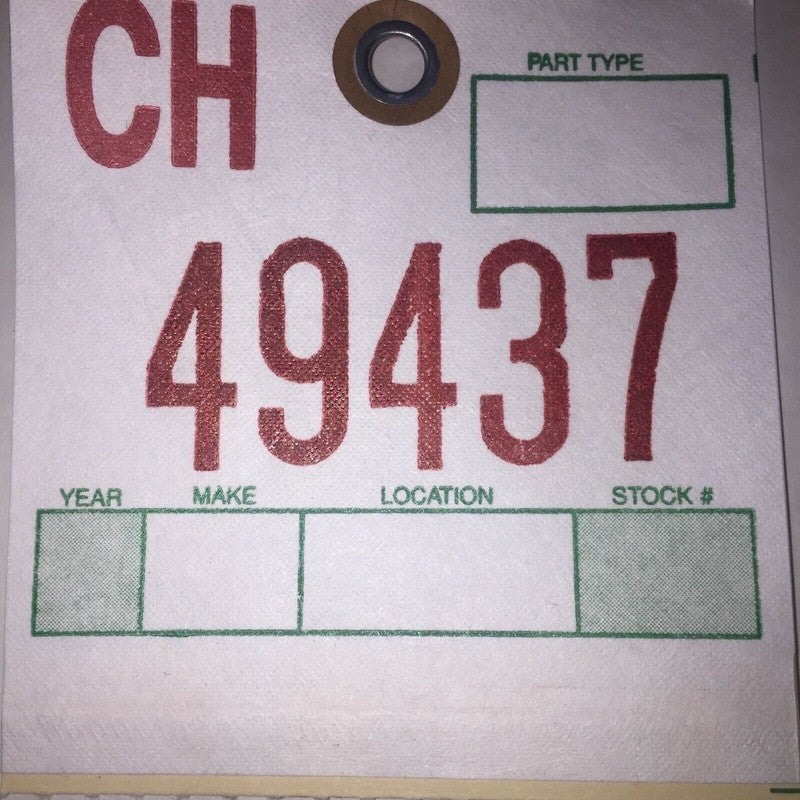 CH
PART TYPE
49437
YEAR MAKE LOCATION STOCK #